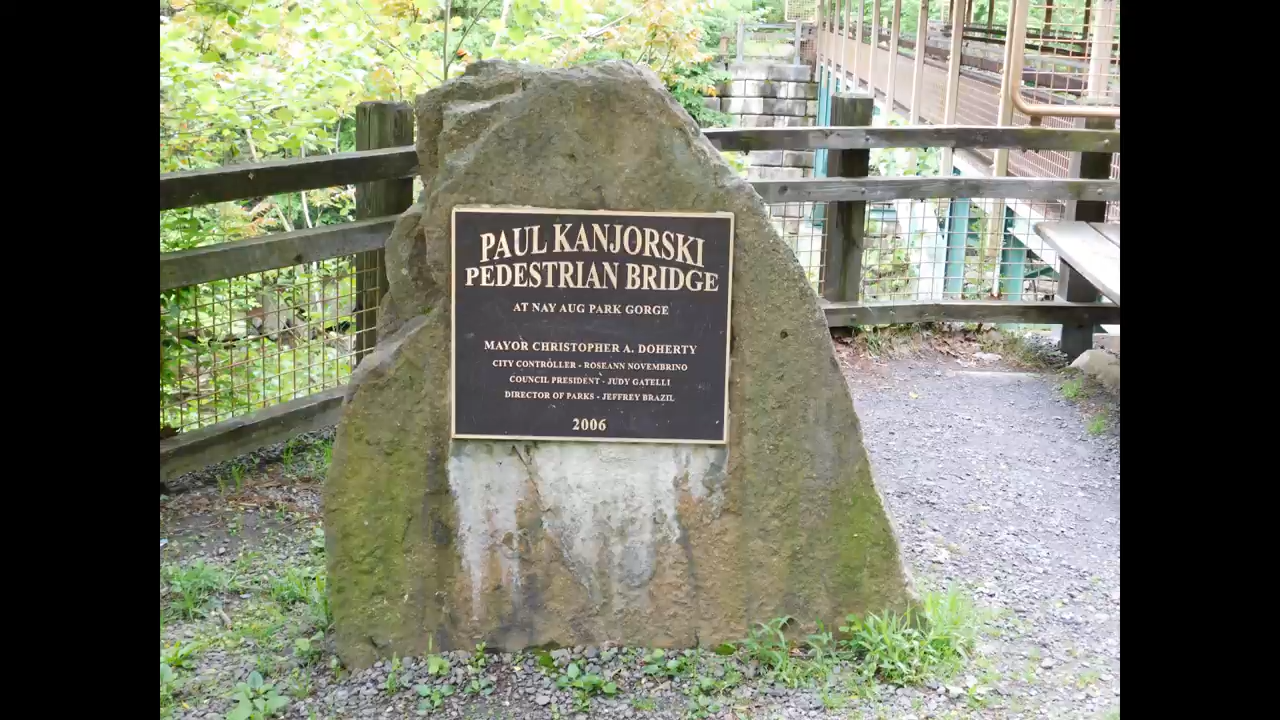 PAUL KANJORSKI
PEDESTRIAN BRIDGE
AT NAY AUG PARK GORGE
MAYOR CHRISTOPHER A. DOHERTY
CITY CONTROLLER - ROSEANN NOVEMBRINO
COUNCIL PRESIDENT - JUDY GATELLI
DIRECTOR OF PARKS - JEFFREY BRAZIL
2006